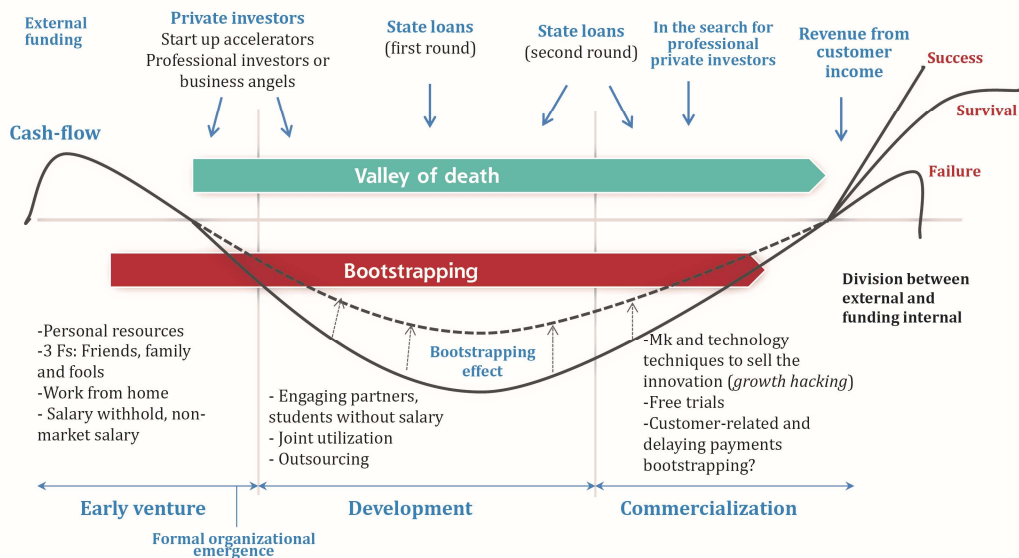 External
funding
Private investors
Start up accelerators
Professional investors or
business angels
State loans
(first round)
State loans
(second round)
In the search for
professional
private investors
Revenue from
customer
income
Success
Survival
Failure
Cash-flow
Valley of death
Bootstrapping
Division between
external and
funding internal
-Personal resources
-3 Fs: Friends, family
and fools
-Work from home
- Salary withhold, non-
market salary
Bootstrapping
effect
- Engaging partners,
students without salary
- Joint utilization
- Outsourcing
-Mk and technology
techniques to sell the
innovation (growth hacking)
-Free trials
-Customer-related and
delaying payments
bootstrapping?
Early venture
Development
Commercialization
Formal organizational
emergence